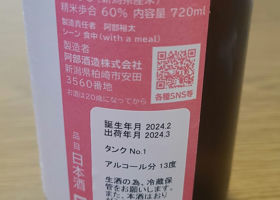 精米歩合 60% 内容量 720ml
製造責任者 阿部裕太
シーン 食中(with a meal)
製造者
阿部酒造株式会社
新潟県柏崎市安田
3560番地
各種SNS等
お酒は20歳になってから
誕生年月 2024.2
出荷年月 2024.3
タンク No.1
アルコール分 13度
生酒の為、冷蔵保
管をお願いします。
また、本酒はおり
品目 日本酒